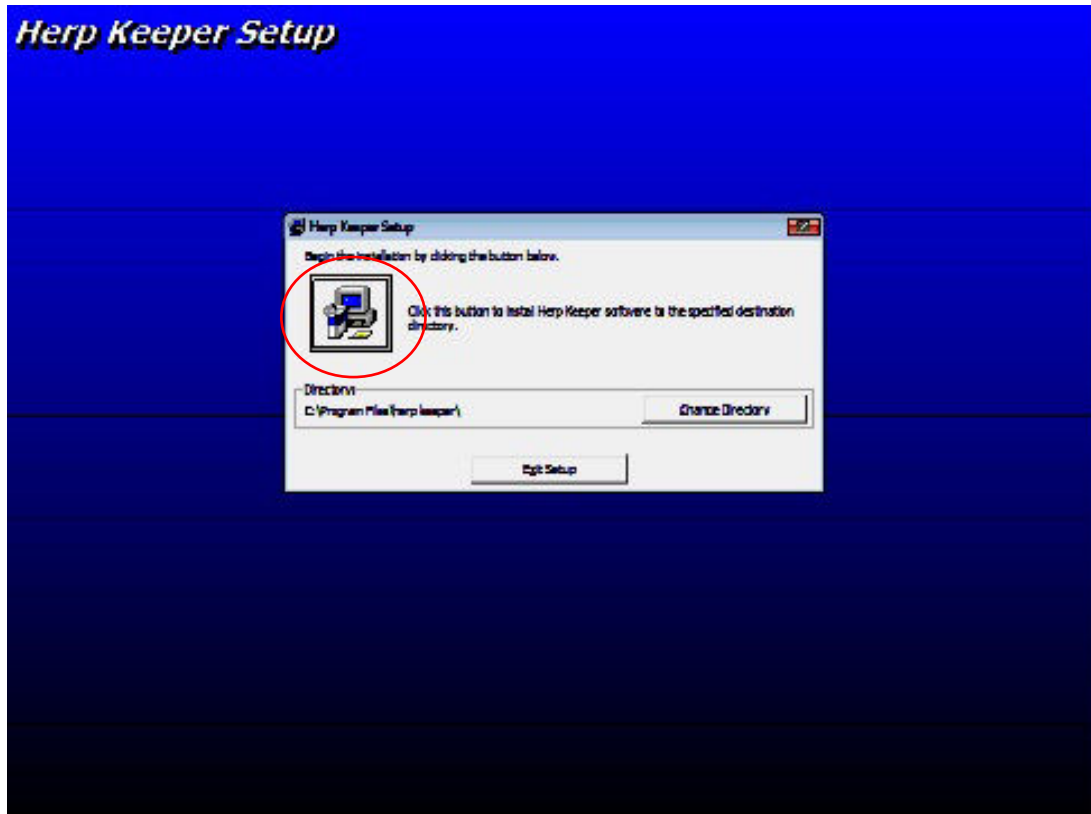 Herp Keeper Setup
Herp Keeper Setup
Begin the installation by clicking the button below.
Click this button to install Herp Keeper software to the specified destination
directory.
Directory:
C:\Program Files\herp keeper\
Change Directory
Exit Setup